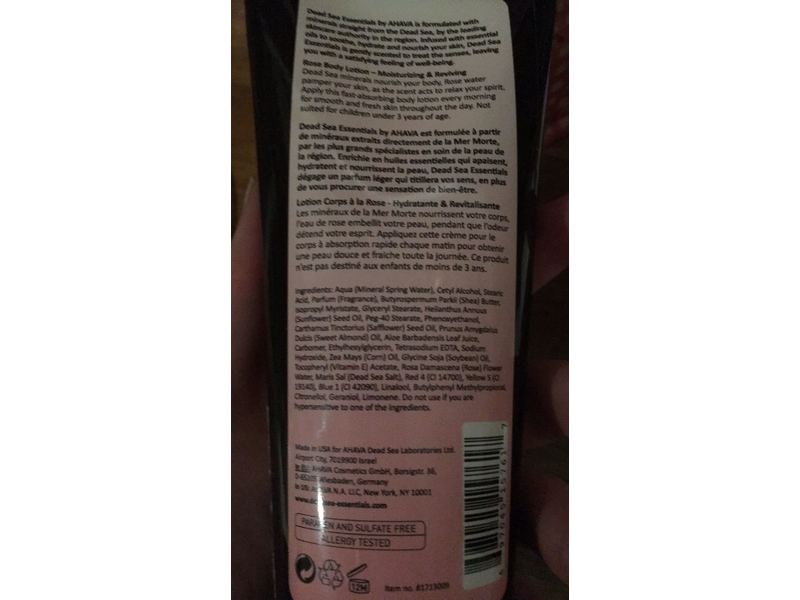 Dead Sea Essentials by AHAVA is formulated with
minerals straight from the Dead Sea, by the leading
skincare authority in the region. Infused with essential
oils to soothe, hydrate and nourish your skin, Dead Sea
Essentials is gently scented to treat the senses, leaving
you with a satisfying feeling of well-being.
Rose Body Lotion – Moisturizing & Reviving
Dead Sea minerals nourish your body, Rose water
pamper your skin, as the scent acts to relax your spirit.
Apply this fast-absorbing body lotion every morning
for smooth and fresh skin throughout the day. Not
suited for children under 3 years of age.
Dead Sea Essentials by AHAVA est formulée à partir
de minéraux extraits directement de la Mer Morte,
par les plus grands spécialistes en soin de la peau de
la région. Enrichie en huiles essentielles qui apaisent,
hydratent et nourrissent la peau, Dead Sea Essentials
dégage un parfum léger qui titillera vos sens, en plus
de vous procurer une sensation de bien-être.
Lotion Corps à la Rose - Hydratante & Revitalisante
Les minéraux de la Mer Morte nourrissent votre corps,
l'eau de rose embellit votre peau, pendant que l'odeur
détend votre esprit. Appliquez cette crème pour le
corps à absorption rapide chaque matin pour obtenir
une peau douce et fraîche toute la journée. Ce produit
n'est pas destiné aux enfants de moins de 3 ans.
Ingredients: Aqua (Mineral Spring Water), Cetyl Alcohol, Stearic
Acid, Parfum (Fragrance), Butyrospermum Parkii (Shea) Butter,
Isopropyl Myristate, Glyceryl Stearate, Helianthus Annuus
(Sunflower) Seed Oil, Peg-40 Stearate, Phenoxyethanol,
Carthamus Tinctorius (Safflower) Seed Oil, Prunus Amygdalus
Dulcis (Sweet Almond) Oil, Aloe Barbadensis Leaf Juice,
Carbomer, Ethylhexylglycerin, Tetrasodium EDTA, Sodium
Hydroxide, Zea Mays (Corn) Oil, Glycine Soja (Soybean) Oil,
Tocopheryl (Vitamin E) Acetate, Rosa Damascena (Rose) Flower
Water, Maris Sal (Dead Sea Salt), Red 4 (CI 14700), Yellow 5 (CI
19140), Blue 1 (CI 42090), Linalool, Butylphenyl Methylpropional,
Citronellol, Geraniol, Limonene. Do not use if you are
hypersensitive to one of the ingredients.
Made in USA for AHAVA Dead Sea Laboratories Ltd.
Airport City, 7019900 Israel
In EU: AHAVA Cosmetics GmbH, Borsigstr. 36,
D-65205 Wiesbaden, Germany
In US: AHAVA N.A. LLC, New York, NY 10001
www.deadsea-essentials.com
PARABEN AND SULFATE FREE
ALLERGY TESTED
12M
Item no. 81713009